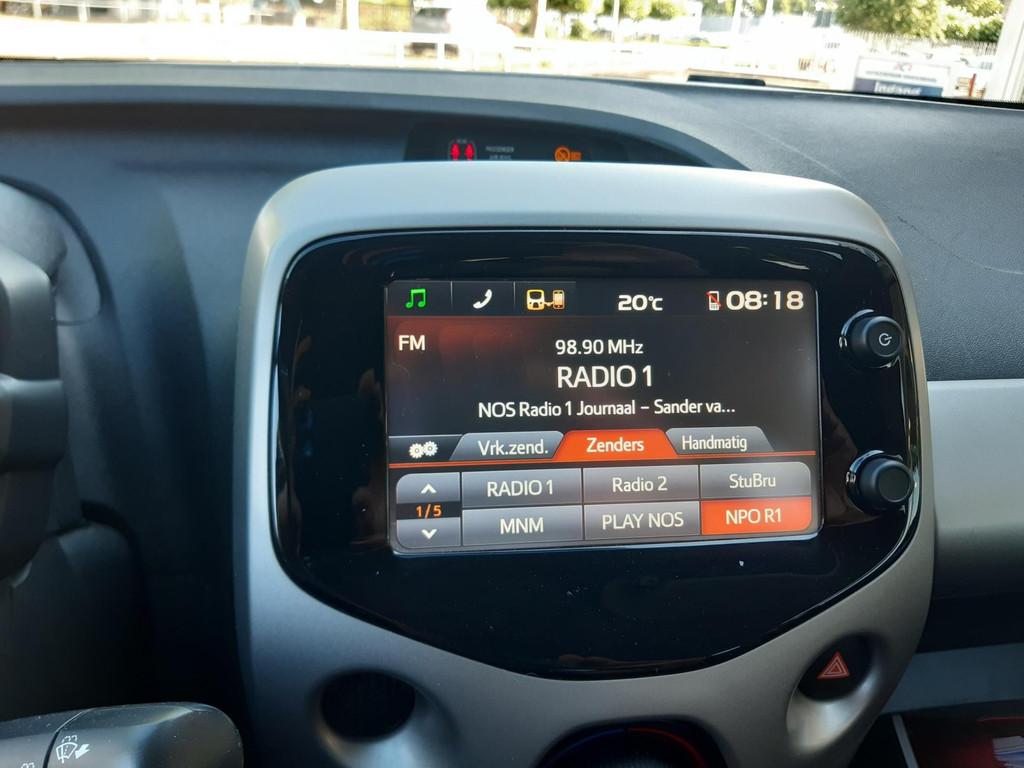 PASSENGER
20°C
08:18
FM
98.90 MHz
RADIO 1
NOS Radio 1 Journaal – Sander va...
Vrk.zend.
Zenders
Handmatig
1/5
RADIO 1
Radio 2
StuBru
MNM
PLAY NOS
NPO R1